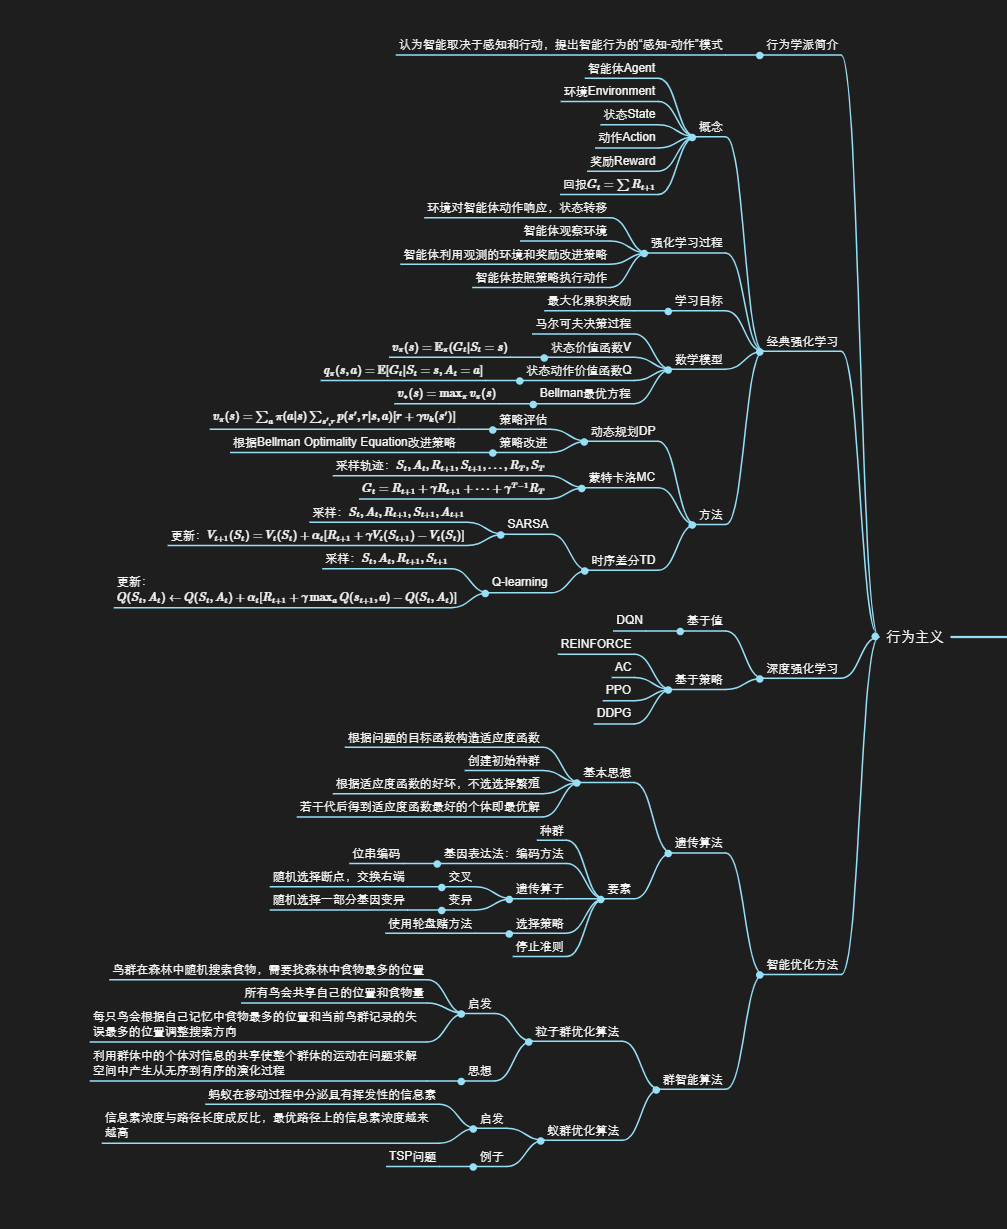 认为智能取决于感知和行动，提出智能行为的“感知-动作”模式
行为学派简介
智能体Agent
环境Environment
状态State
概念
动作Action
奖励Reward
回报G_t = ∑ R_{t+1}
环境对智能体动作响应，状态转移
智能体观察环境
强化学习过程
智能体利用观测的环境和奖励改进策略
智能体按照策略执行动作
最大化累积奖励
学习目标
马尔可夫决策过程
经典强化学习
v_π(s) = 𝔼_π(G_t|S_t = s)
状态价值函数V
数学模型
q_π(s, a) = 𝔼[G_t|S_t = s, A_t = a]
状态动作价值函数Q
v_*(s) = max_π v_π(s)
Bellman最优方程
v_π(s) = ∑_a π(a|s) ∑_{s′,r} p(s′, r|s, a)[r + γv_k(s′)]
策略评估
动态规划DP
根据Bellman Optimality Equation改进策略
策略改进
采样轨迹：S_t, A_t, R_{t+1}, S_{t+1}, …, R_T, S_T
蒙特卡洛MC
G_t = R_{t+1} + γR_{t+1} + ⋯ + γ^{T−1}R_T
方法
采样：S_t, A_t, R_{t+1}, S_{t+1}, A_{t+1}
SARSA
更新：V_{t+1}(S_t) = V_t(S_t) + α_t[R_{t+1} + γV_t(S_{t+1}) − V_t(S_t)]
时序差分TD
采样：S_t, A_t, R_{t+1}, S_{t+1}
Q-learning
更新：
Q(S_t, A_t) ← Q(S_t, A_t) + α_t[R_{t+1} + γ max_a Q(s_{t+1}, a) − Q(S_t, A_t)]
行为主义
DQN
基于值
REINFORCE
深度强化学习
AC
基于策略
PPO
DDPG
根据问题的目标函数构造适应度函数
创建初始种群
基本思想
根据适应度函数的好坏，不选选择繁殖
若干代后得到适应度函数最好的个体即最优解
种群
遗传算法
位串编码
基因表达法：编码方法
随机选择断点，交换右端
交叉
遗传算子
要素
随机选择一部分基因变异
变异
使用轮盘赌方法
选择策略
停止准则
智能优化方法
鸟群在森林中随机搜索食物，需要找森林中食物最多的位置
所有鸟会共享自己的位置和食物量
启发
每只鸟会根据自己记忆中食物最多的位置和当前鸟群记录的失
误最多的位置调整搜索方向
粒子群优化算法
利用群体中的个体对信息的共享使整个群体的运动在问题求解
空间中产生从无序到有序的演化过程
思想
群智能算法
蚂蚁在移动过程中分泌且有挥发性的信息素
启发
信息素浓度与路径长度成反比，最优路径上的信息素浓度越来
越高
蚁群优化算法
TSP问题
例子